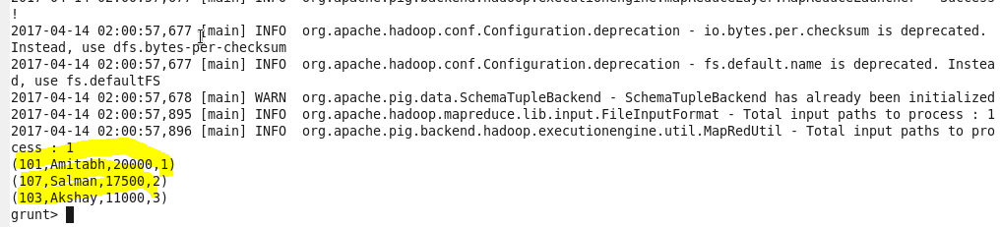 !
2017-04-14 02:00:57,677 [main] INFO  org.apache.hadoop.conf.Configuration.deprecation - io.bytes.per.checksum is deprecated.
Instead, use dfs.bytes-per-checksum
2017-04-14 02:00:57,677 [main] INFO  org.apache.hadoop.conf.Configuration.deprecation - fs.default.name is deprecated. Instea
d, use fs.defaultFS
2017-04-14 02:00:57,678 [main] WARN  org.apache.pig.data.SchemaTupleBackend - SchemaTupleBackend has already been initialized
2017-04-14 02:00:57,895 [main] INFO  org.apache.hadoop.mapreduce.lib.input.FileInputFormat - Total input paths to process : 1
2017-04-14 02:00:57,896 [main] INFO  org.apache.pig.backend.hadoop.executionengine.util.MapRedUtil - Total input paths to pro
cess : 1
(101,Amitabh,20000,1)
(107,Salman,17500,2)
(103,Akshay,11000,3)
grunt>